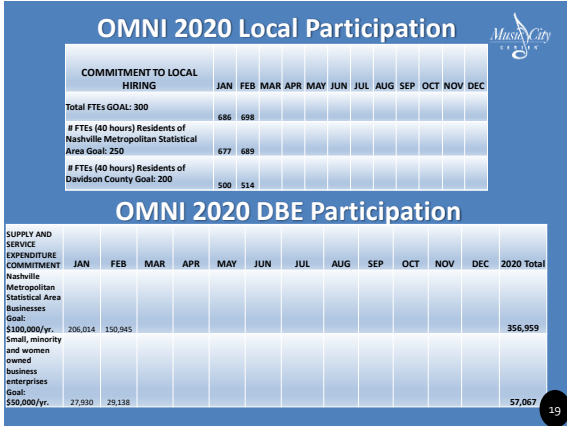 OMNI 2020 Local Participation
Music City
CENTER
COMMITMENT TO LOCAL
HIRING JAN FEB MAR APR MAY JUN JUL AUG SEP OCT NOV DEC
Total FTEs GOAL: 300
686 698
# FTEs (40 hours) Residents of
Nashville Metropolitan Statistical
Area Goal: 250 677 689
# FTEs (40 hours) Residents of
Davidson County Goal: 200
500 514
OMNI 2020 DBE Participation
SUPPLY AND
SERVICE
EXPENDITURE
COMMITMENT JAN FEB MAR APR MAY JUN JUL AUG SEP OCT NOV DEC 2020 Total
Nashville
Metropolitan
Statistical Area
Businesses
Goal:
$100,000/yr. 206,014 150,945 356,959
Small, minority
and women
owned
business
enterprises
Goal:
$50,000/yr. 27,930 29,138 57,067
19